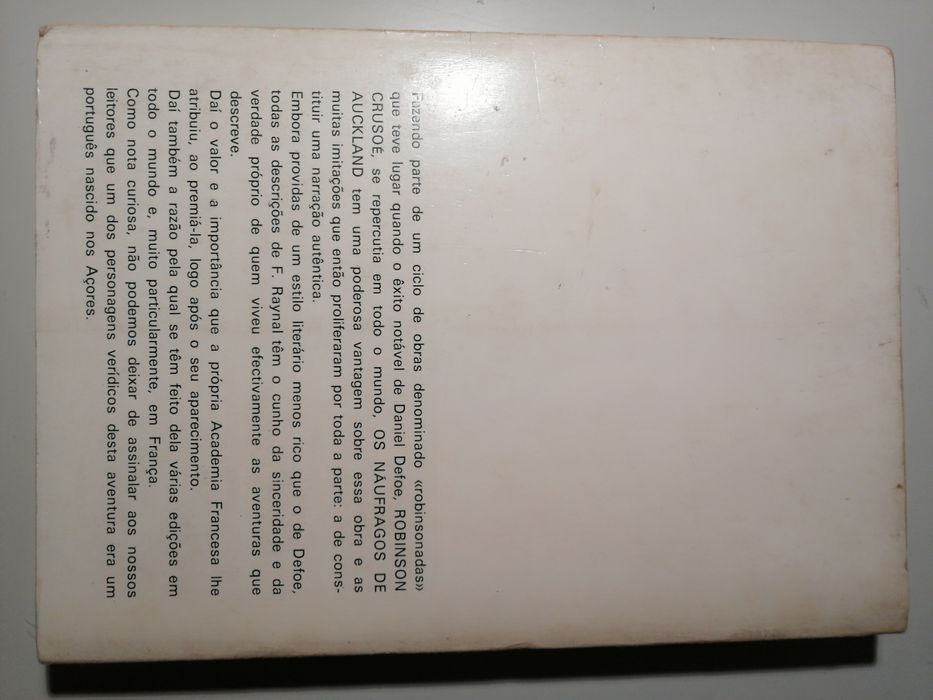 Fazendo parte de um ciclo de obras denominado «robinsonadas»
que teve lugar quando o êxito notável de Daniel Defoe, ROBINSON
CRUSOÉ, se repercutia em todo o mundo, OS NÁUFRAGOS DE
AUCKLAND tem uma poderosa vantagem sobre essa obra e as
muitas imitações que então proliferaram por toda a parte: a de cons-
tituir uma narração autêntica.
Embora providas de um estilo literário menos rico que o de Defoe,
todas as descrições de F. Raynal têm o cunho da sinceridade e da
verdade próprio de quem viveu efectivamente as aventuras que
descreve.
Daí o valor e a importância que a própria Academia Francesa lhe
atribuiu, ao premiá-la, logo após o seu aparecimento.
Daí também a razão pela qual se têm feito dela várias edições em
todo o mundo e, muito particularmente, em França.
Como nota curiosa, não podemos deixar de assinalar aos nossos
leitores que um dos personagens verídicos desta aventura era um
português nascido nos Açores.